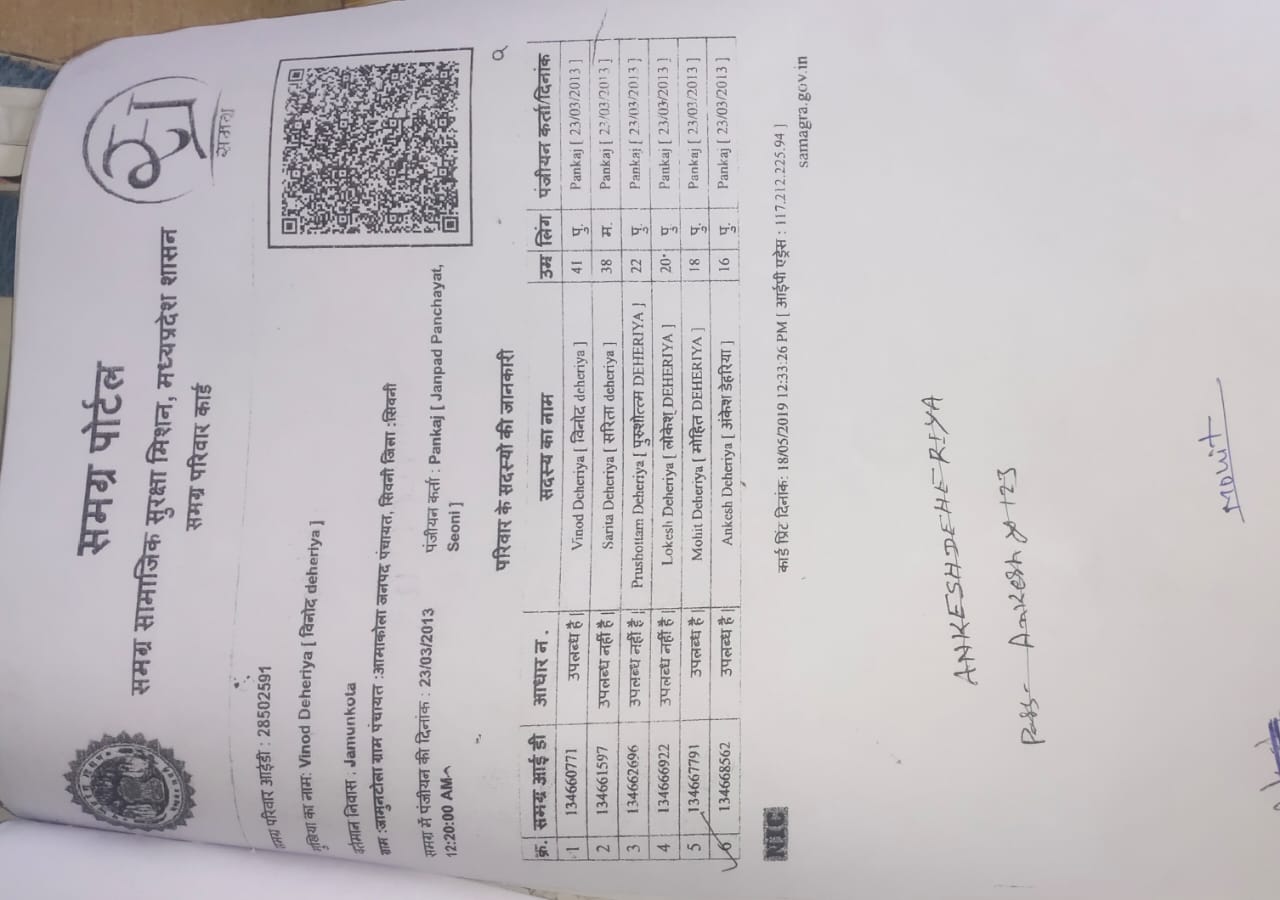 समग्र पोर्टल
समग्र सामाजिक सुरक्षा मिशन, मध्यप्रदेश शासन
समग्र परिवार कार्ड
समग्र
समग्र परिवार आईडी : 28502591
मुखिया का नाम: Vinod Deheriya [ विनोद deheriya ]
वर्तमान निवास : Jamunkota
ग्राम :जामुनटोला ग्राम पंचायत :आमाकोला जनपद पंचायत, सिवनी जिला :सिवनी
समग्र में पंजीयन की दिनांक : 23/03/2013 पंजीयन कर्ता : Pankaj [ Janpad Panchayat,
12:20:00 AM Seoni ]
परिवार के सदस्यो की जानकारी
क्र. समग्र आई डी आधार न . सदस्य का नाम उम्र लिंग पंजीयन कर्ता/दिनांक
1 134660771 उपलब्ध है | Vinod Deheriya [ विनोद deheriya ] 41 पु. Pankaj [ 23/03/2013 ]
2 134661597 उपलब्ध नहीं है | Sarita Deheriya [ सरिता deheriya ] 38 म. Pankaj [ 23/03/2013 ]
3 134662696 उपलब्ध नहीं है | Prushottam Deheriya [ पुरुशोत्त्म DEHERIYA ] 22 पु. Pankaj [ 23/03/2013 ]
4 134666922 उपलब्ध नहीं है | Lokesh Deheriya [ लोकेश् DEHERIYA ] 20 पु Pankaj [ 23/03/2013 ]
5 134667791 उपलब्ध है | Mohit Deheriya [ मोहित DEHERIYA ] 18 पु. Pankaj [ 23/03/2013 ]
6 134668562 उपलब्ध है | Ankesh Deheriya [ अंकेश डेहरिया ] 16 पु. Pankaj [ 23/03/2013 ]
कार्ड प्रिंट दिनांक: 18/05/2019 12:33:26 PM [ आईपी एड्रेस : 117.212.225.94 ]
samagra.gov.in
NIC
ANKESHDEHERIYA
Pass-
Mohit